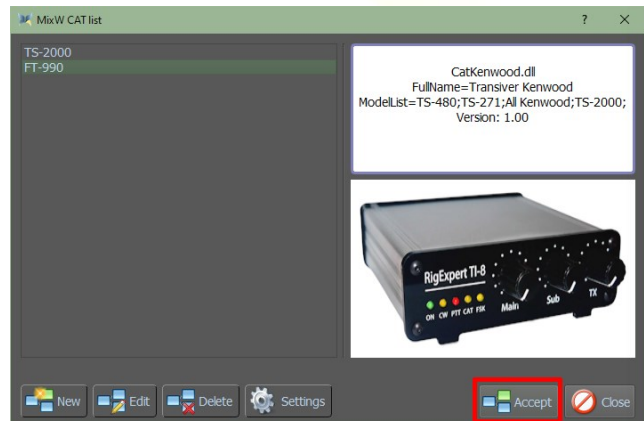 MixW CAT list
TS-2000
FT-990
CatKenwood.dll
FullName=Transiver Kenwood
ModelList=TS-480;TS-271;All Kenwood;TS-2000;
Version: 1.00
RigExpert TI-8
ON CW PTT CAT FSK
Main
Sub
TX
New
Edit
Delete
Settings
Accept
Close